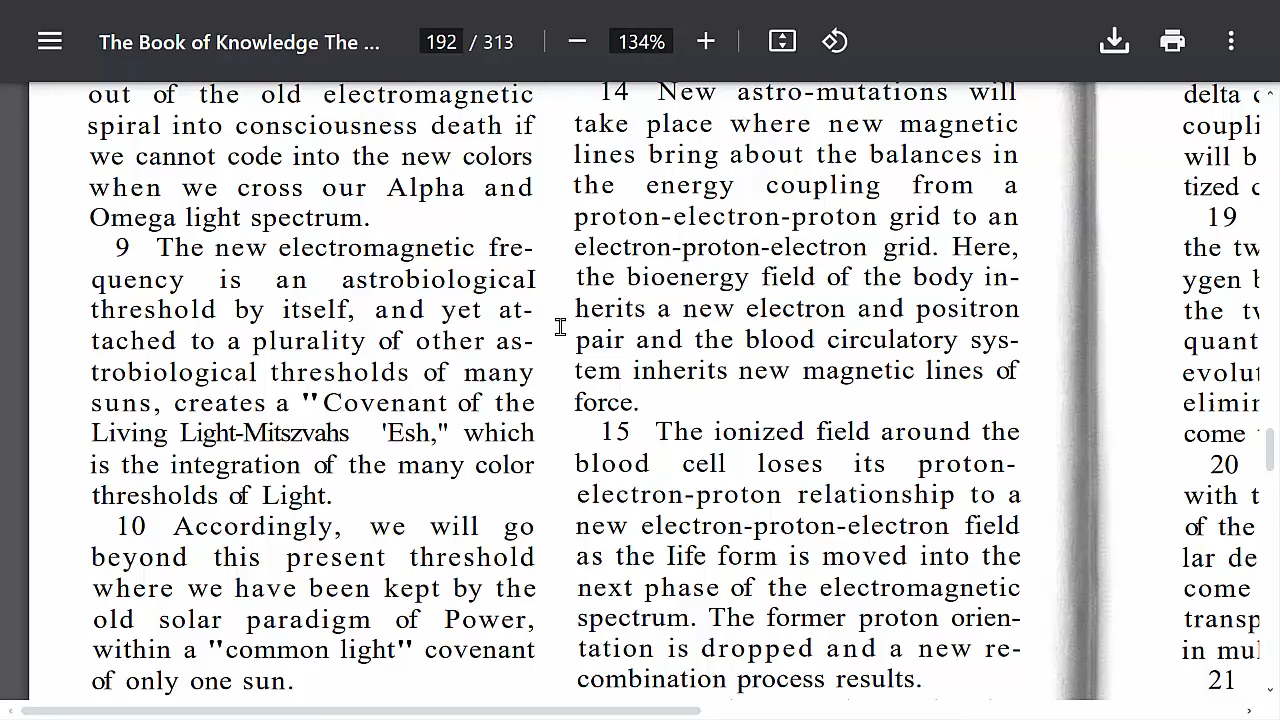 The Book of Knowledge The ...
192 / 313
134%
out of the old electromagnetic
spiral into consciousness death if
we cannot code into the new colors
when we cross our Alpha and
Omega light spectrum.
9 The new electromagnetic fre-
quency is an astrobiological
threshold by itself, and yet at-
tached to a plurality of other as-
trobiological thresholds of many
suns, creates a "Covenant of the
Living Light-Mitszvahs 'Esh," which
is the integration of the many color
thresholds of Light.
10 Accordingly, we will go
beyond this present threshold
where we have been kept by the
old solar paradigm of Power,
within a "common light" covenant
of only one sun.
14 New astro-mutations will
take place where new magnetic
lines bring about the balances in
the energy coupling from a
proton-electron-proton grid to an
electron-proton-electron grid. Here,
the bioenergy field of the body in-
herits a new electron and positron
pair and the blood circulatory sys-
tem inherits new magnetic lines of
force.
15 The ionized field around the
blood cell loses its proton-
electron-proton relationship to a
new electron-proton-electron field
as the life form is moved into the
next phase of the electromagnetic
spectrum. The former proton orien-
tation is dropped and a new re-
combination process results.
delta
coupli
will b
tized
19
the tw
ygen
the tv
quant
evolut
elimir
come
20
with t
of the
lar de
come
transp
in mul
21